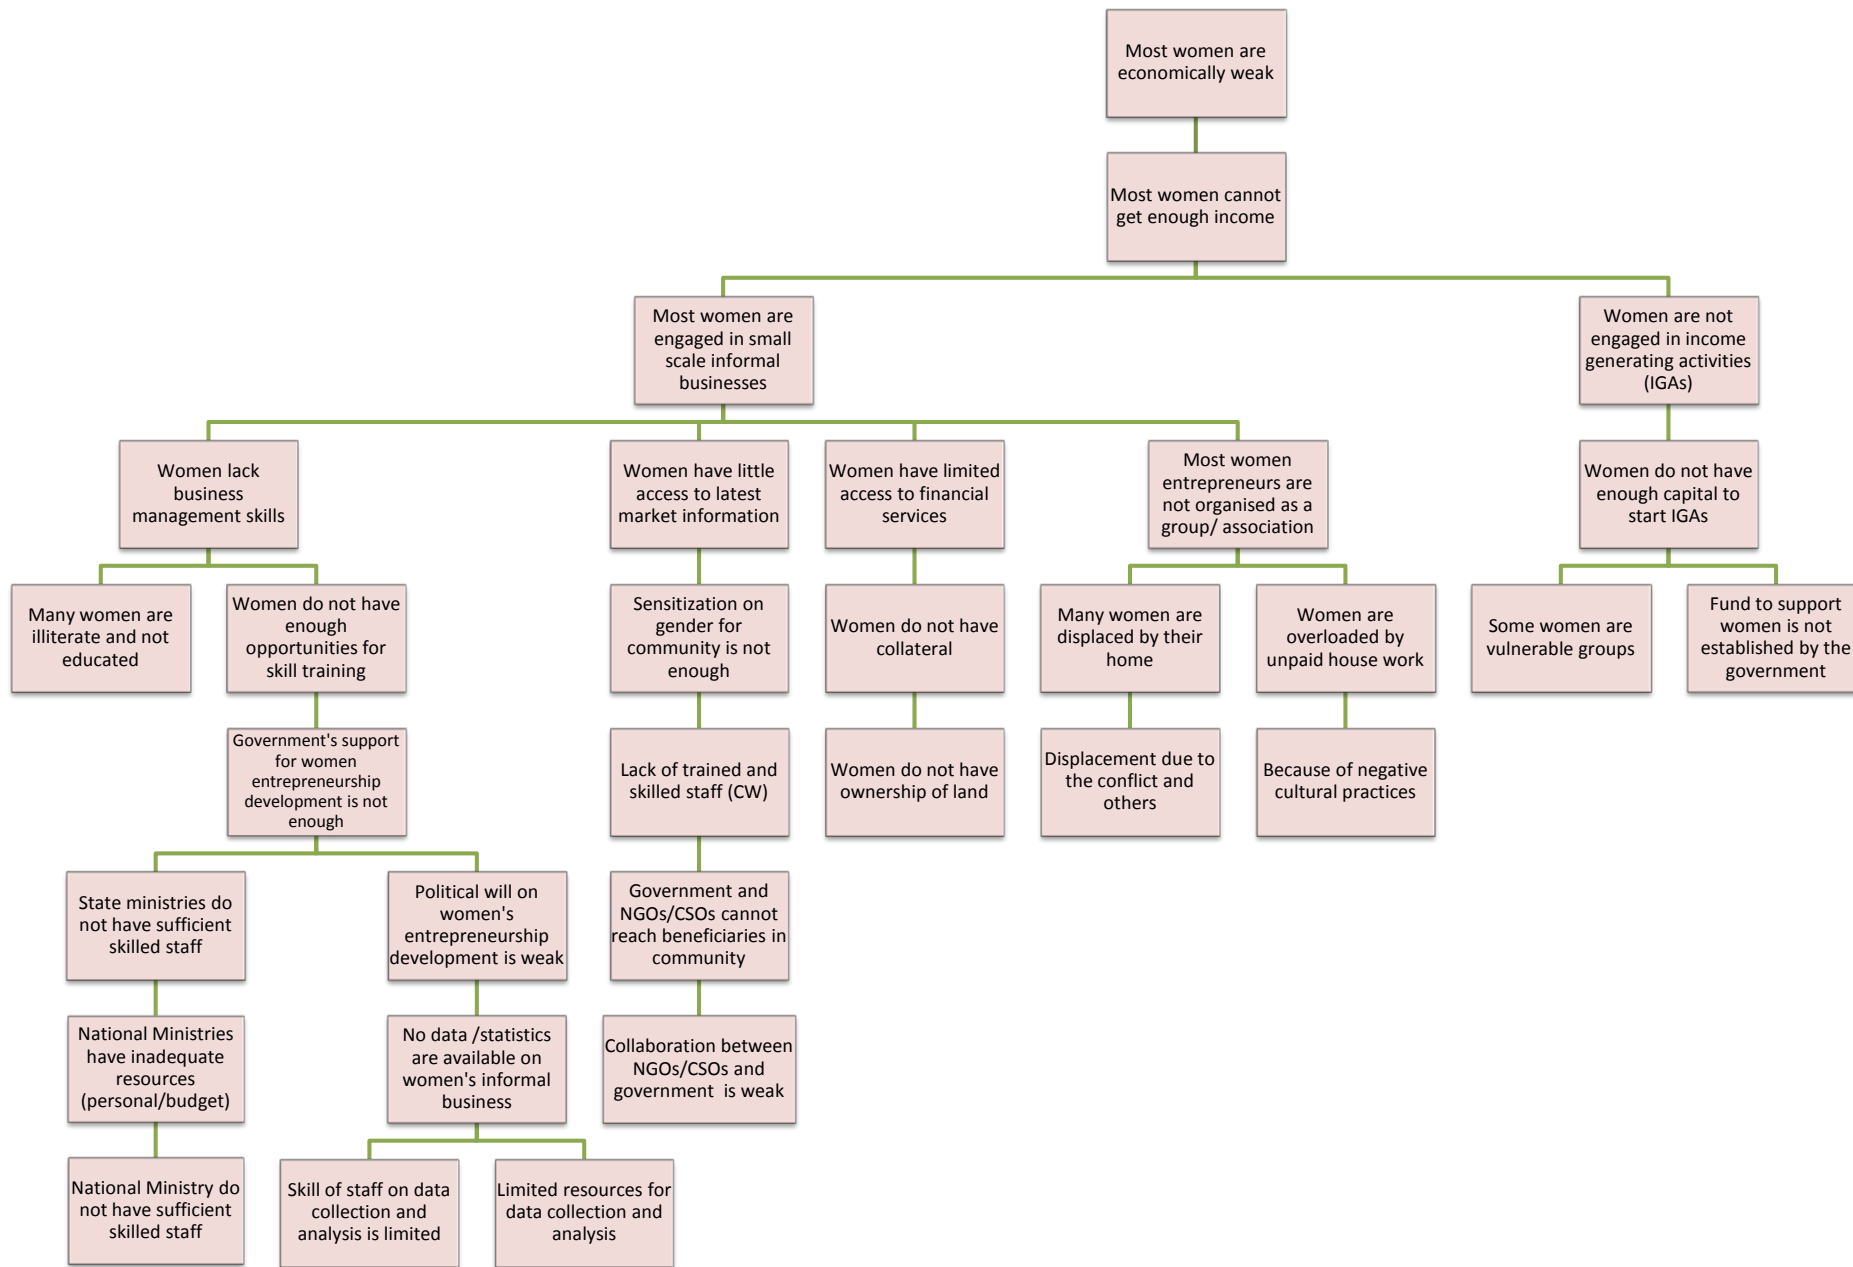 Most women are
economically weak
Most women cannot
get enough income
Most women are
engaged in small
scale informal
businesses
Women are not
engaged in income
generating activities
(IGAs)
Women lack
business
management skills
Women have little
access to latest
market information
Women have limited
access to financial
services
Most women
entrepreneurs are
not organised as a
group/ association
Women do not have
enough capital to
start IGAs
Many women are
illiterate and not
educated
Women do not have
enough
opportunities for
skill training
Sensitization on
gender for
community is not
enough
Women do not have
collateral
Many women are
displaced by their
home
Women are
overloaded by
unpaid house work
Some women are
vulnerable groups
Fund to support
women is not
established by the
government
Government's support
for women
entrepreneurship
development is not
enough
Lack of trained and
skilled staff (CW)
Women do not have
ownership of land
Displacement due to
the conflict and
others
Because of negative
cultural practices
State ministries do
not have sufficient
skilled staff
Political will on
women's
entrepreneurship
development is weak
Government and
NGOs/CSOs cannot
reach beneficiaries in
community
National Ministries
have inadequate
resources
(personal/budget)
No data /statistics
are available on
women's informal
business
Collaboration between
NGOs/CSOs and
government  is weak
National Ministry do
not have sufficient
skilled staff
Skill of staff on data
collection and
analysis is limited
Limited resources for
data collection and
analysis